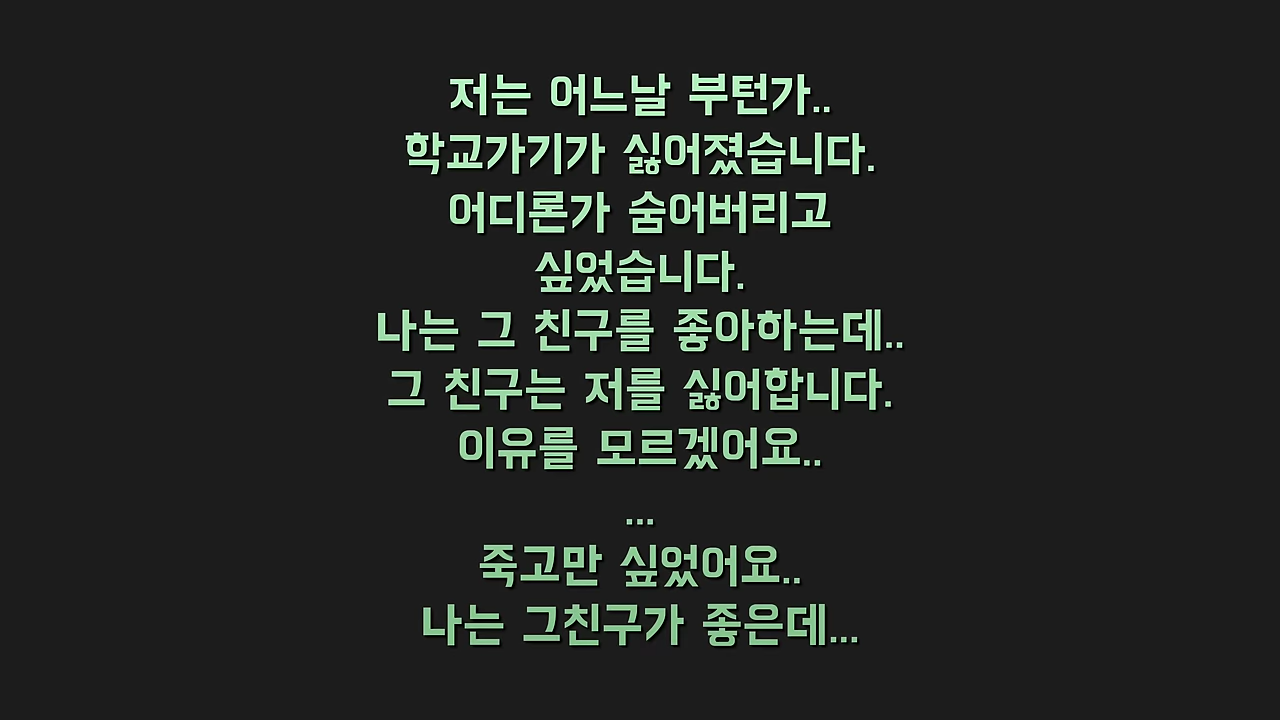 저는 어느날 부턴가..
학교가기가 싫어졌습니다.
어디론가 숨어버리고
싶었습니다.
나는 그 친구를 좋아하는데..
그 친구는 저를 싫어합니다.
이유를 모르겠어요..
...
죽고만 싶었어요..
나는 그친구가 좋은데...